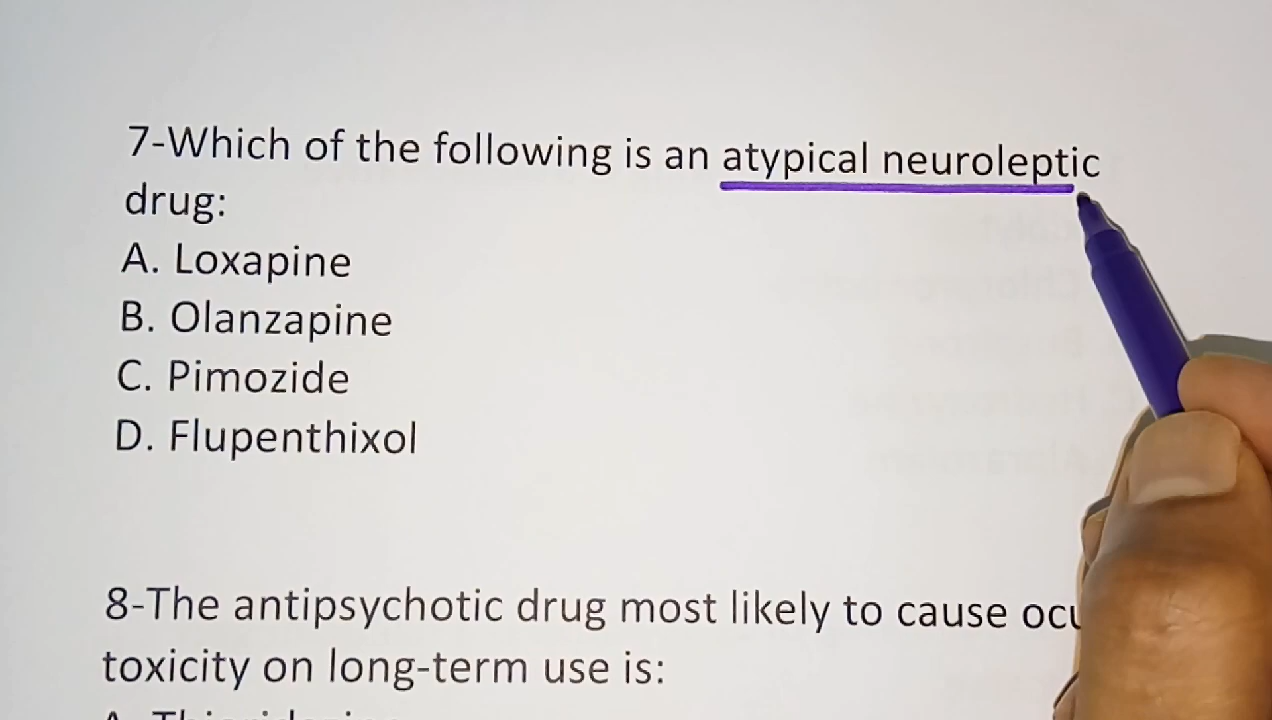 7-Which of the following is an atypical neuroleptic
drug:
A. Loxapine
B. Olanzapine
C. Pimozide
D. Flupenthixol
8-The antipsychotic drug most likely to cause
toxicity on long-term use is:
A.